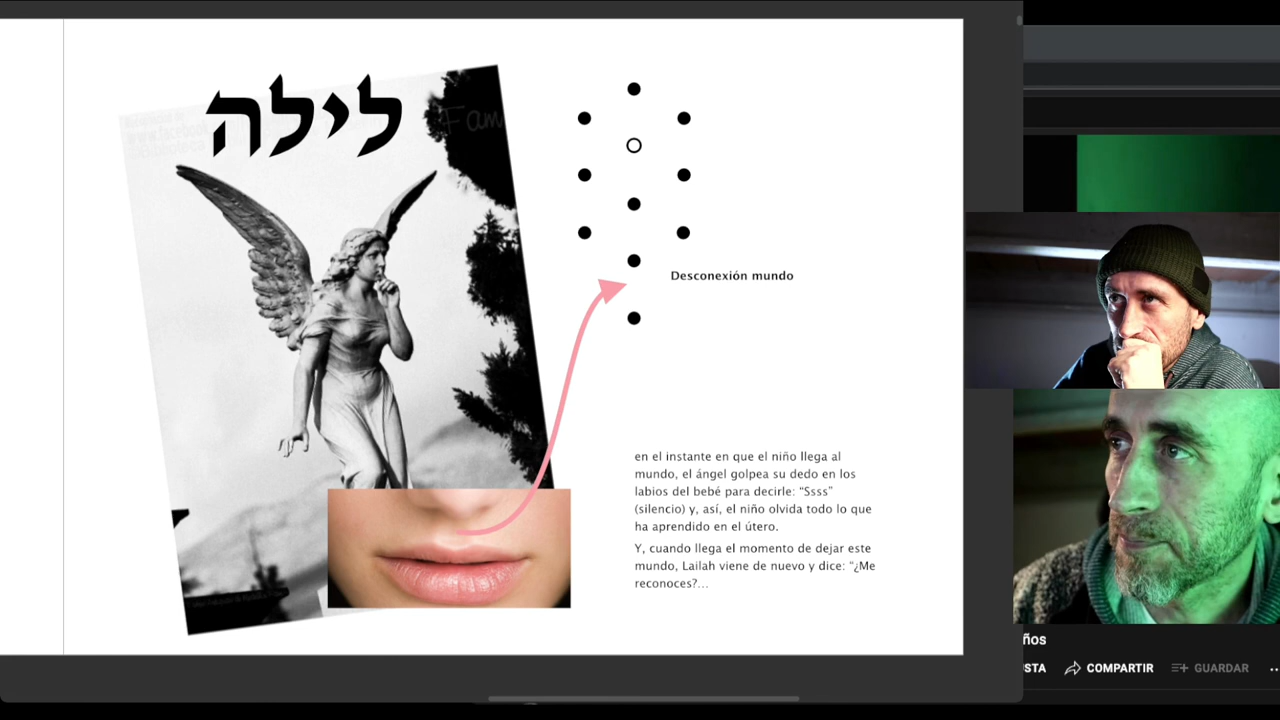 לילה
Fam
Desconexión mundo
en el instante en que el niño llega al
mundo, el ángel golpea su dedo en los
labios del bebé para decirle: “Ssss”
(silencio) y, así, el niño olvida todo lo que
ha aprendido en el útero.
Y, cuando llega el momento de dejar este
mundo, Lailah viene de nuevo y dice: “¿Me
reconoces?...
ños
USTA COMPARTIR GUARDAR